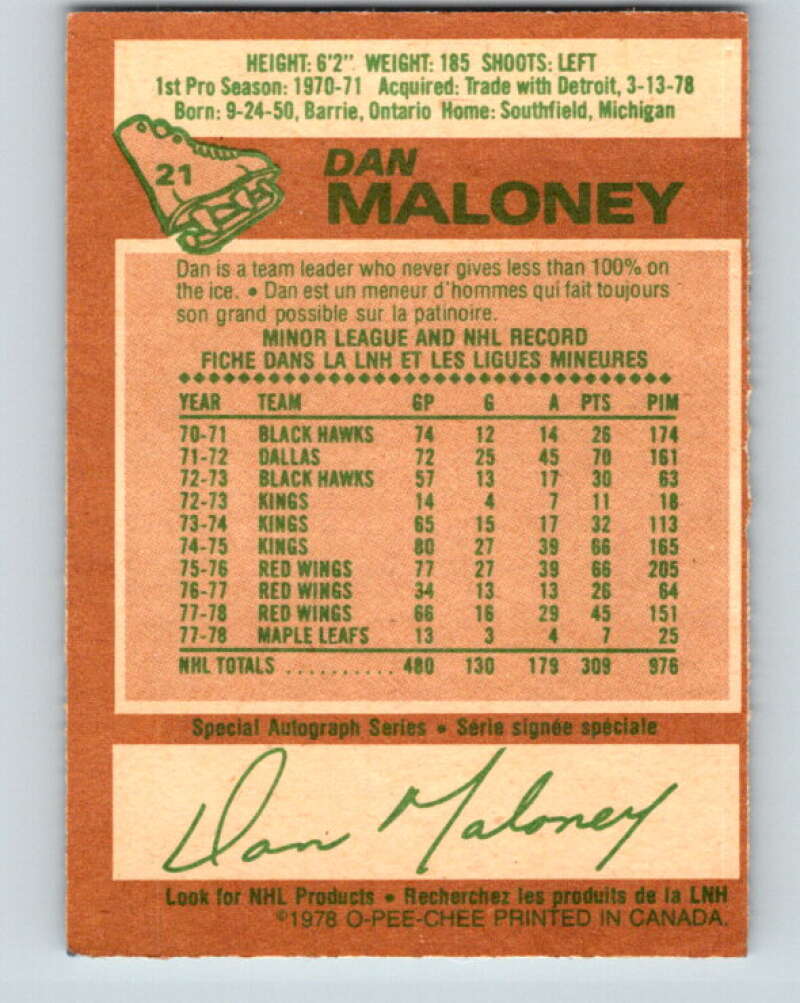 HEIGHT: 6'2" WEIGHT: 185 SHOOTS: LEFT
1st Pro Season: 1970-71 Acquired: Trade with Detroit, 3-13-78
Born: 9-24-50, Barrie, Ontario Home: Southfield, Michigan
21
DAN
MALONEY
Dan is a team leader who never gives less than 100% on
the ice. • Dan est un meneur d'hommes qui fait toujours
son grand possible sur la patinoire.
MINOR LEAGUE AND NHL RECORD
FICHE DANS LA LNH ET LES LIGUES MINEURES
YEAR TEAM GP G A PTS PIM
70-71 BLACK HAWKS 74 12 14 26 174
71-72 DALLAS 72 25 45 70 161
72-73 BLACK HAWKS 57 13 17 30 63
72-73 KINGS 14 4 7 11 18
73-74 KINGS 65 15 17 32 113
74-75 KINGS 80 27 39 66 165
75-76 RED WINGS 77 27 39 66 205
76-77 RED WINGS 34 13 13 26 64
77-78 RED WINGS 66 16 29 45 151
77-78 MAPLE LEAFS 13 3 4 7 25
NHL TOTALS .......... 480 130 179 309 976
Special Autograph Series • Série signée spéciale
Dan Maloney
Look for NHL Products • Recherchez les produits de la LNH
©1978 O-PEE-CHEE PRINTED IN CANADA.